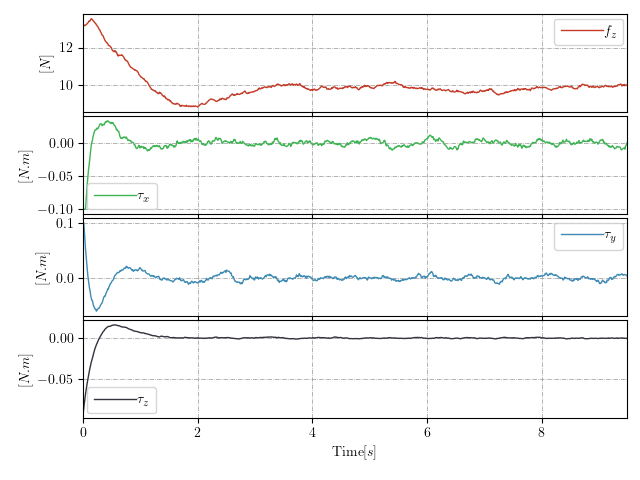 [N]
12
10
f_z
[N.m]
0.00
−0.05
−0.10
τ_x
[N.m]
0.1
0.0
τ_y
[N.m]
0.00
−0.05
τ_z
0 2 4 6 8
Time[s]